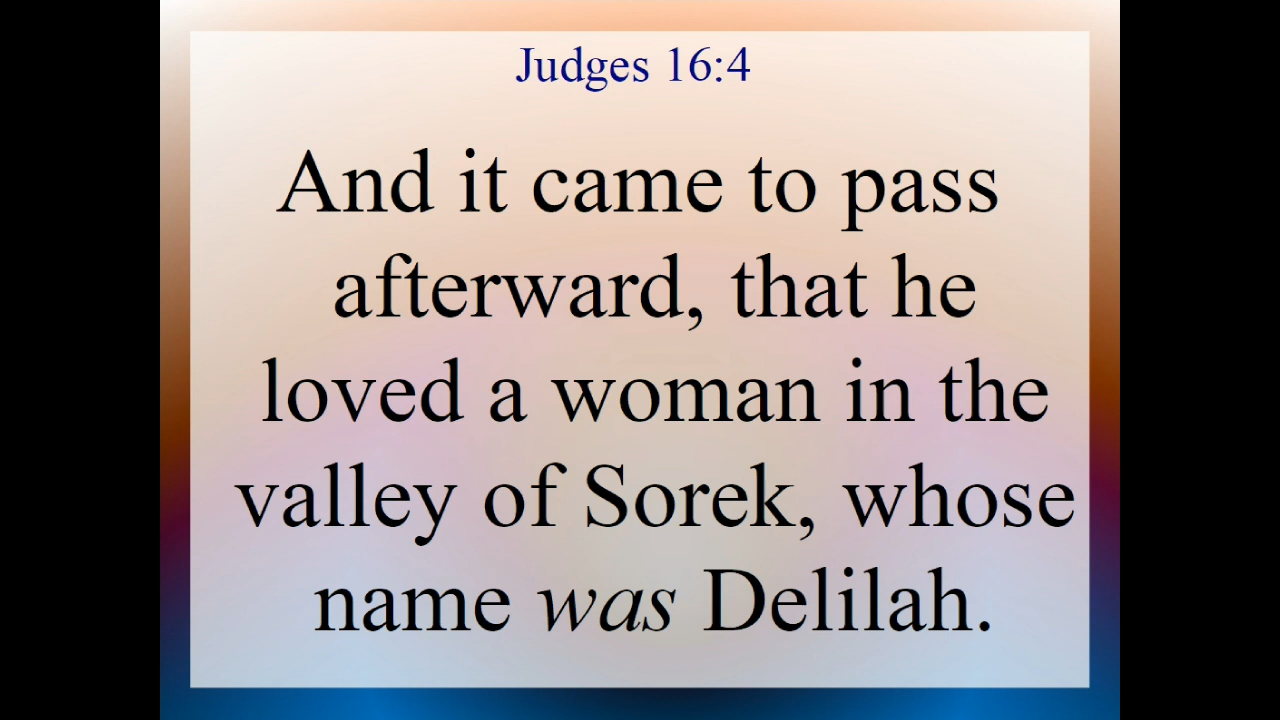 Judges 16:4
And it came to pass
afterward, that he
loved a woman in the
valley of Sorek, whose
name was Delilah.